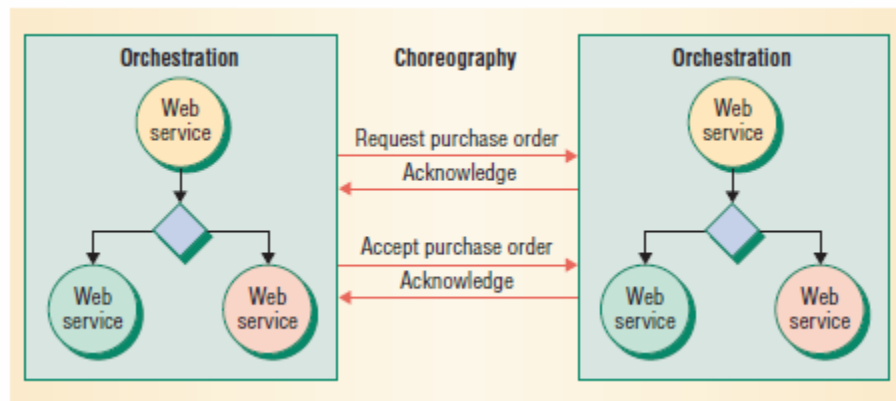 Orchestration
Choreography
Orchestration
Web
service
Web
service
Web
service
Request purchase order
Acknowledge
Accept purchase order
Acknowledge
Web
service
Web
service
Web
service